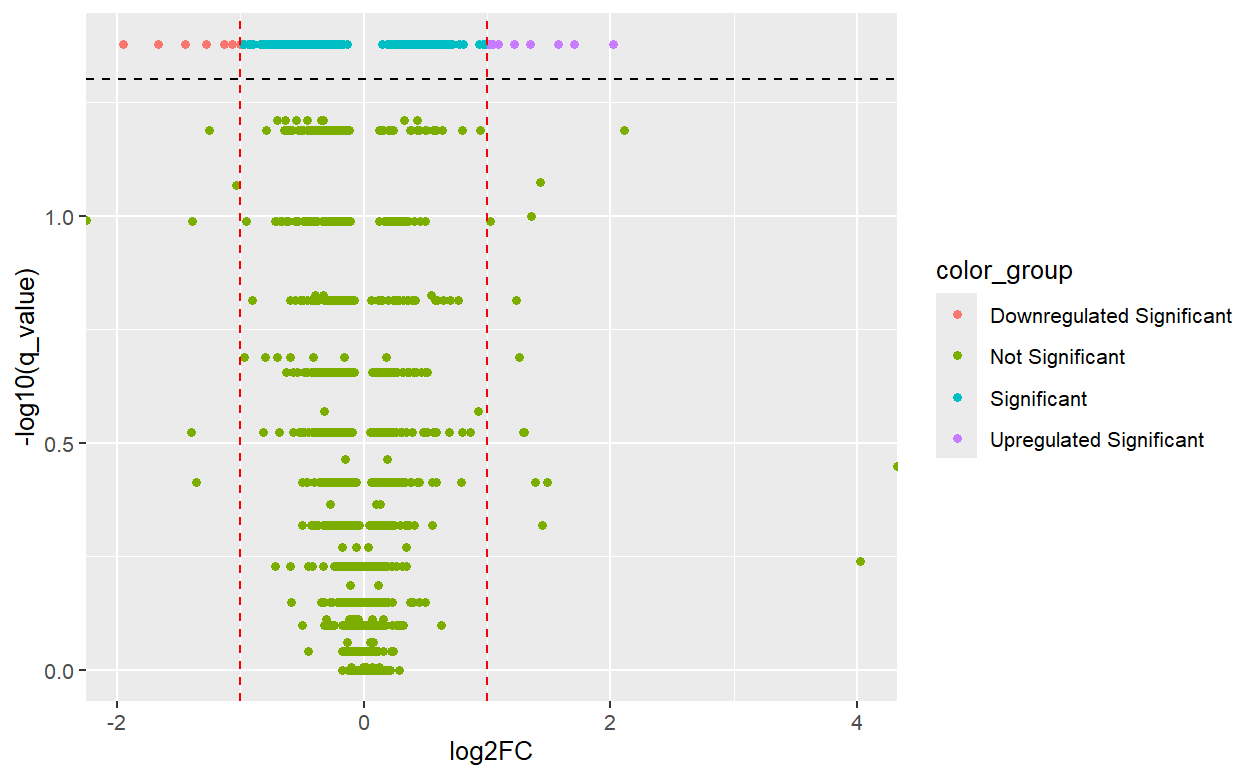 1.0
0.5
0.0
-log10(q_value)
-2
0
2
4
log2FC
color_group
Downregulated Significant
Not Significant
Significant
Upregulated Significant